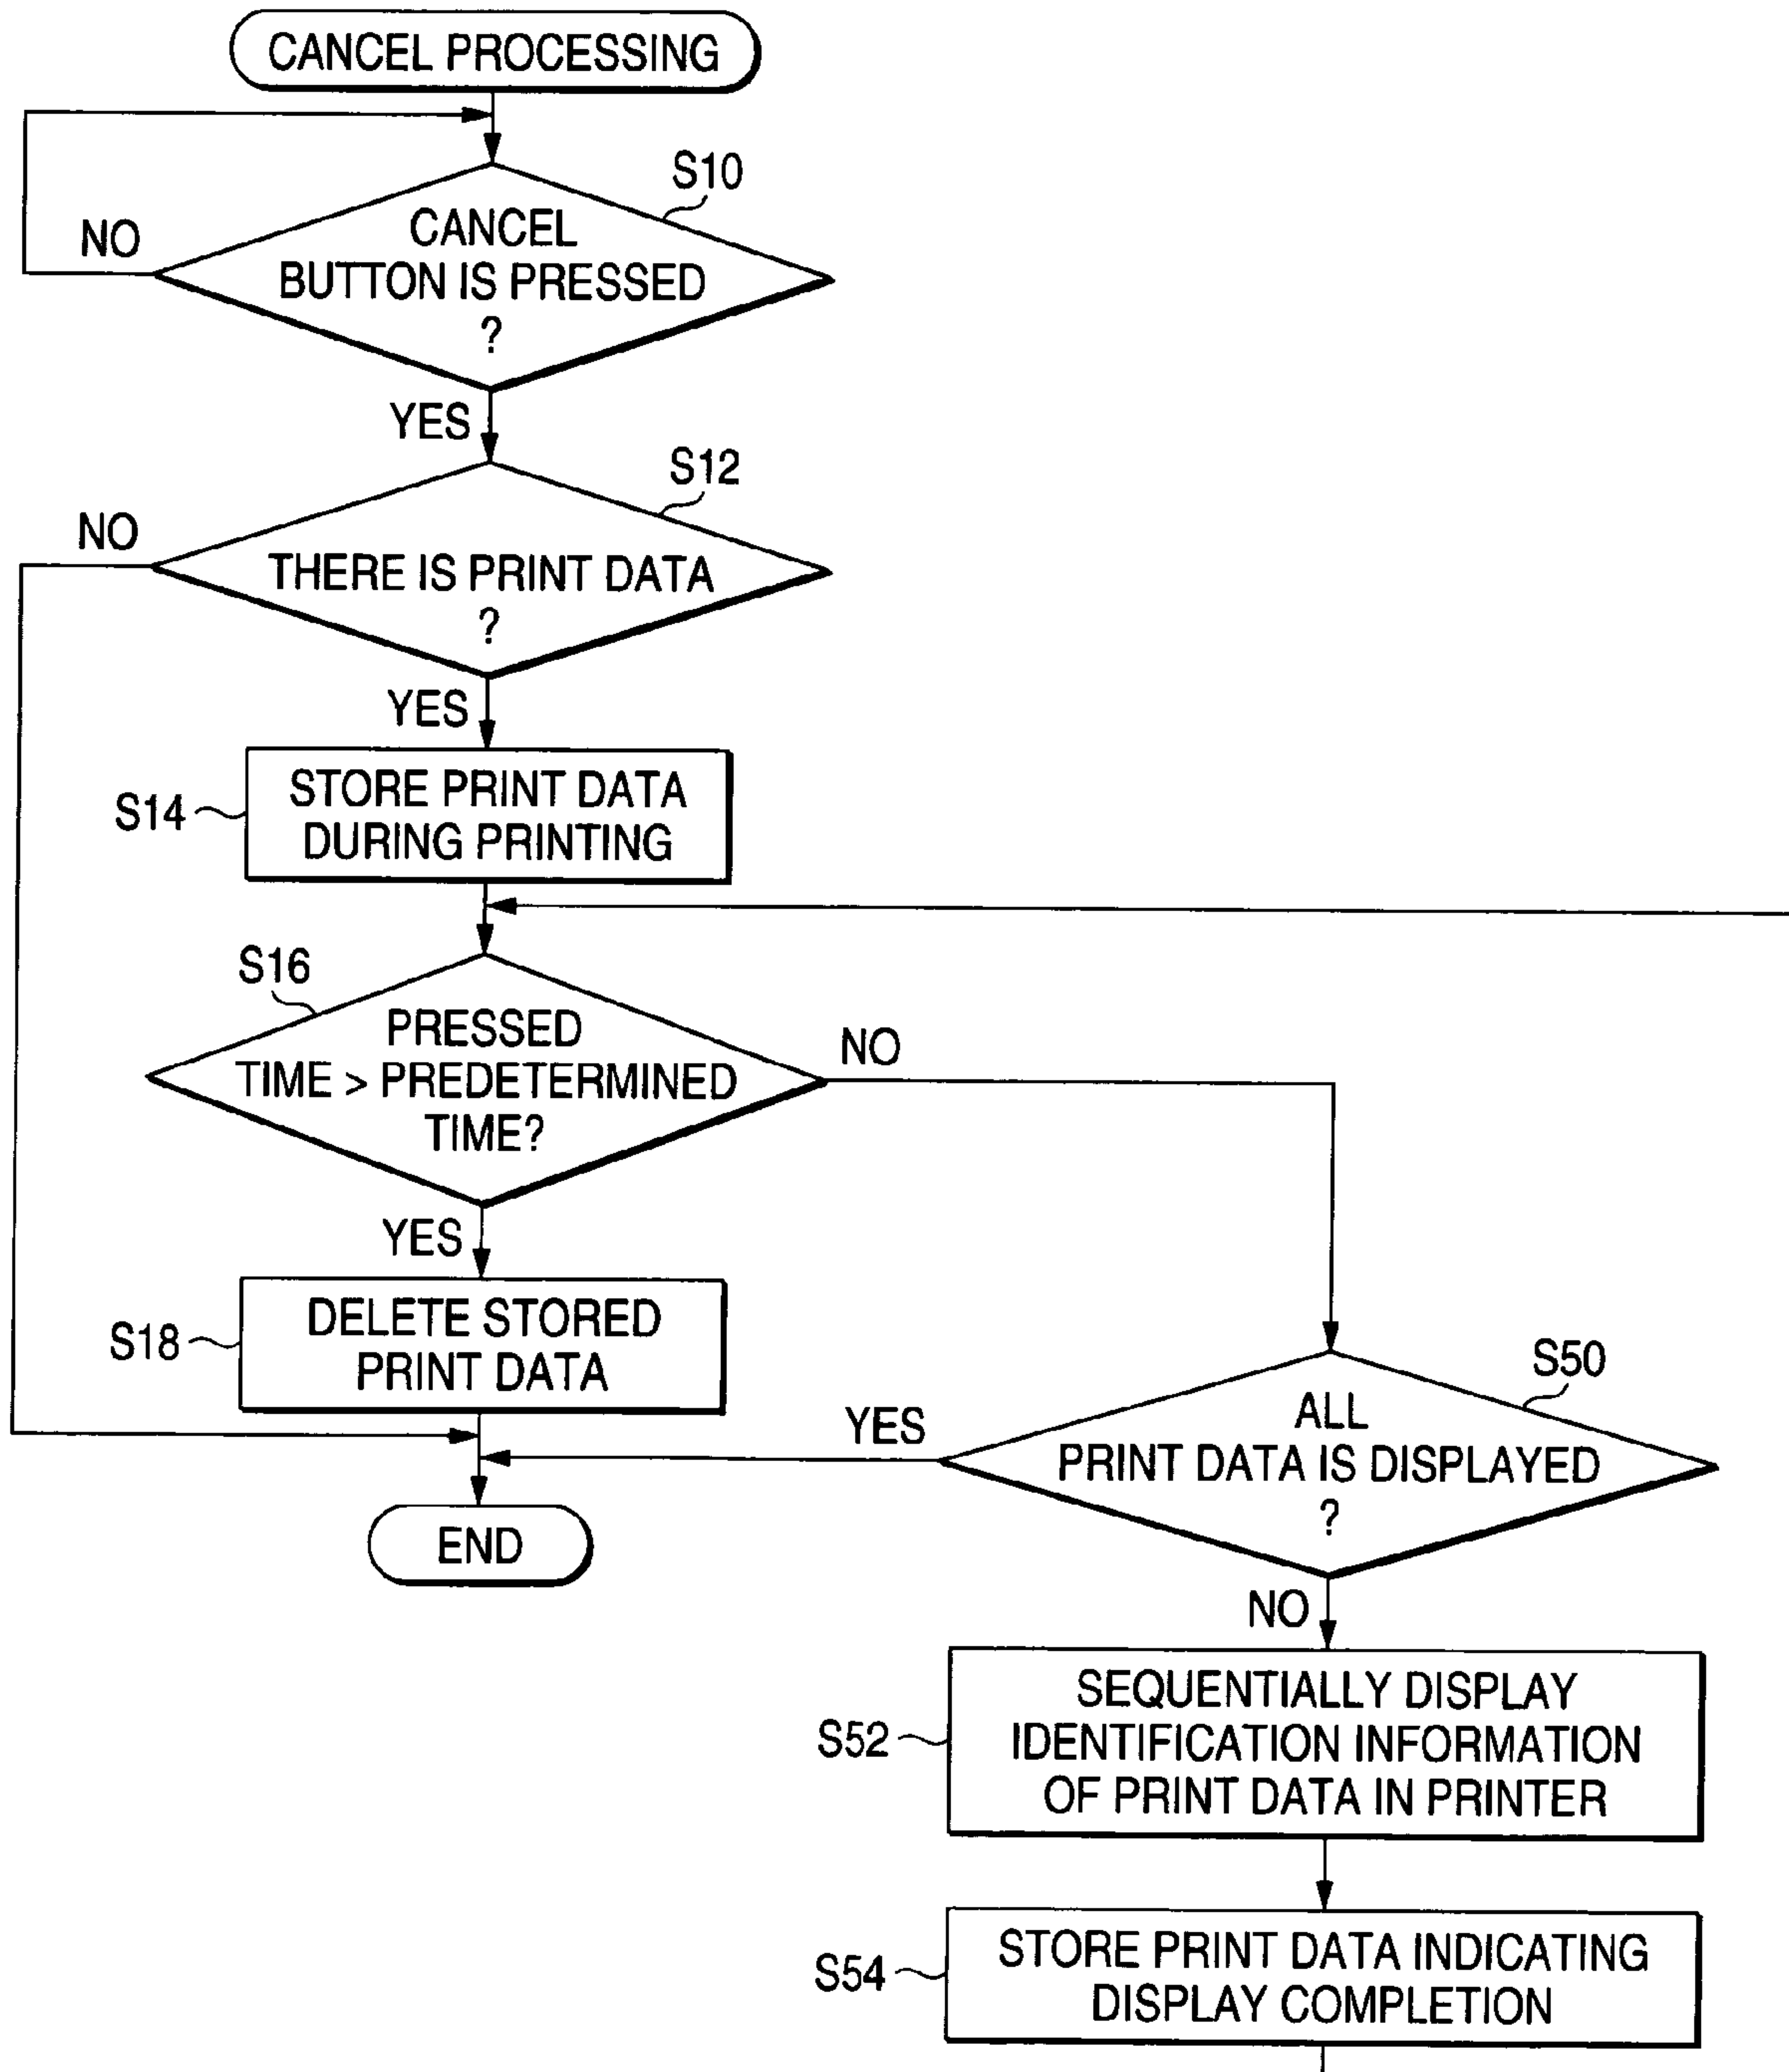 CANCEL PROCESSING
S10
NO
CANCEL
BUTTON IS PRESSED
?
YES
S12
NO
THERE IS PRINT DATA
?
YES
S14
STORE PRINT DATA
DURING PRINTING
S16
PRESSED
TIME > PREDETERMINED
TIME?
NO
YES
S18
DELETE STORED
PRINT DATA
S50
ALL
PRINT DATA IS DISPLAYED
?
YES
END
NO
S52
SEQUENTIALLY DISPLAY
IDENTIFICATION INFORMATION
OF PRINT DATA IN PRINTER
S54
STORE PRINT DATA INDICATING
DISPLAY COMPLETION